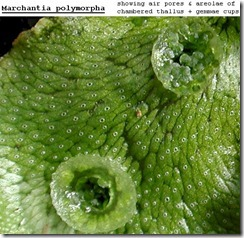 Marchantia polymorpha
showing air pores & areolae of
chambered thallus + gemmae cups